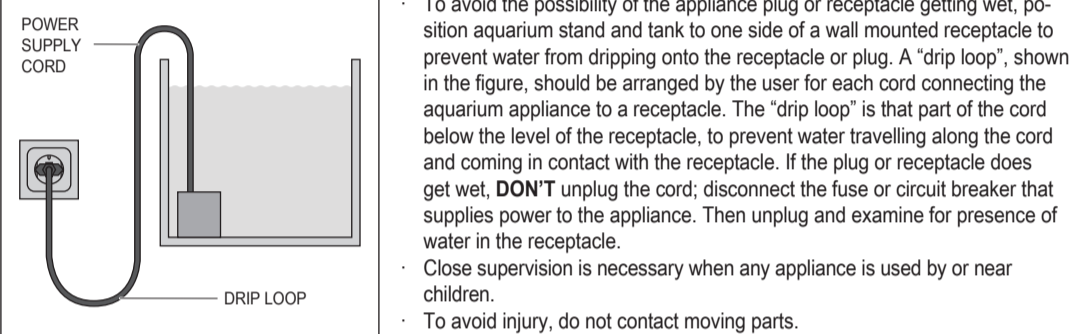 POWER
SUPPLY
CORD
DRIP LOOP
· To avoid the possibility of the appliance plug or receptacle getting wet, po-
sition aquarium stand and tank to one side of a wall mounted receptacle to
prevent water from dripping onto the receptacle or plug. A “drip loop”, shown
in the figure, should be arranged by the user for each cord connecting the
aquarium appliance to a receptacle. The “drip loop” is that part of the cord
below the level of the receptacle, to prevent water travelling along the cord
and coming in contact with the receptacle. If the plug or receptacle does
get wet, DON’T unplug the cord; disconnect the fuse or circuit breaker that
supplies power to the appliance. Then unplug and examine for presence of
water in the receptacle.
· Close supervision is necessary when any appliance is used by or near
children.
· To avoid injury, do not contact moving parts.